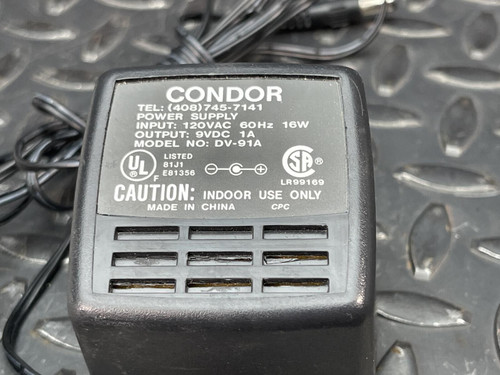 CONDOR
TEL: (408)745-7141
POWER SUPPLY
INPUT: 120VAC 60Hz 16W
OUTPUT: 9VDC 1A
MODEL NO: DV-91A
UL F LISTED
81J1
E81356
SA
LR99169
CAUTION: INDOOR USE ONLY
MADE IN CHINA CPC